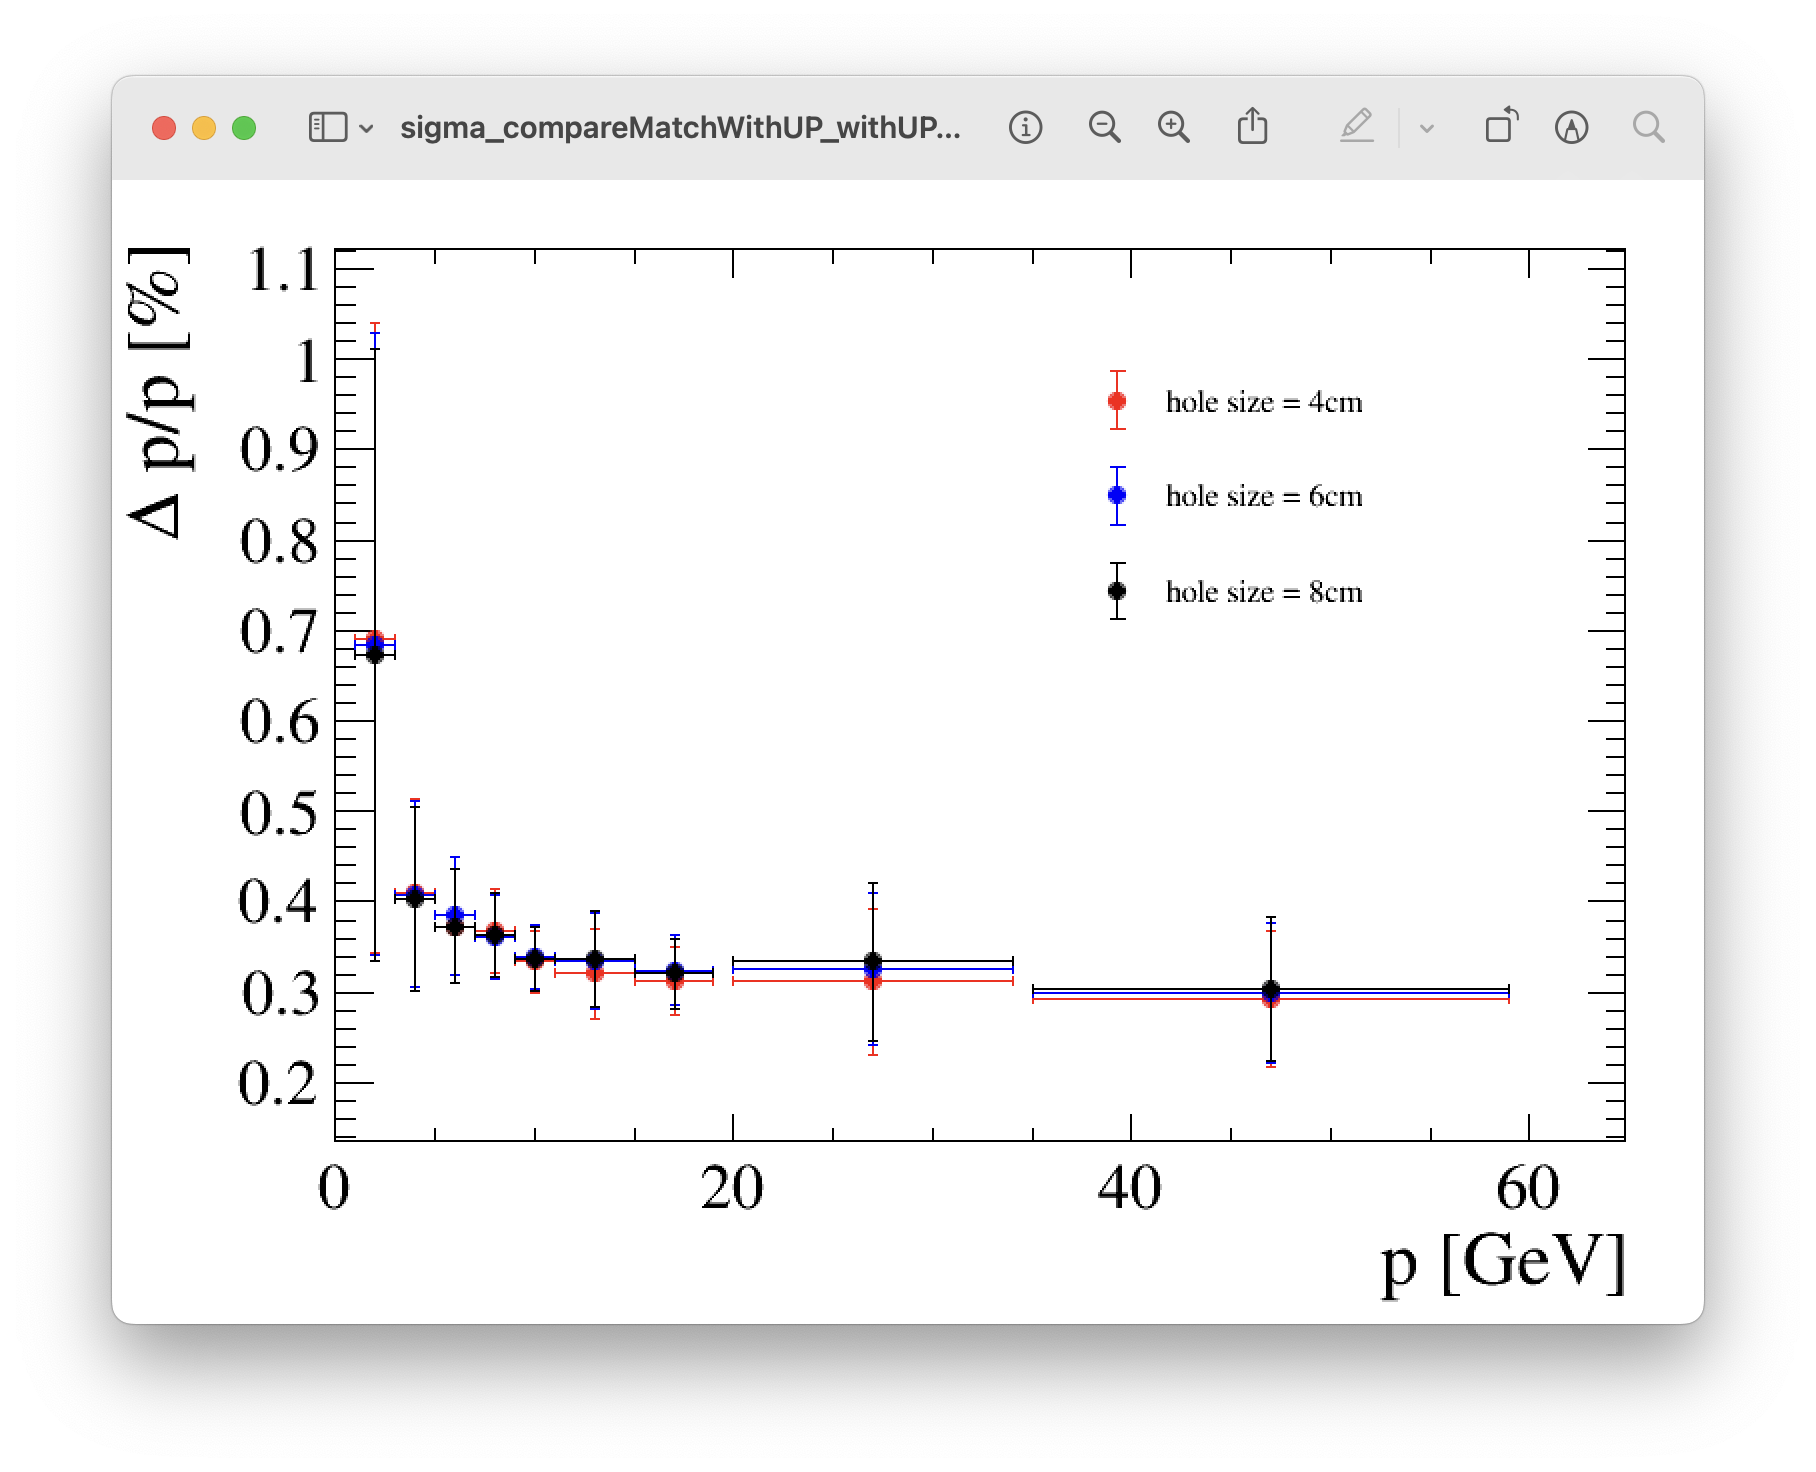 sigma_compareMatchWithUP_withUP...
Δ p/p [%]
1.1
1
0.9
0.8
0.7
0.6
0.5
0.4
0.3
0.2
hole size = 4cm
hole size = 6cm
hole size = 8cm
0 20 40 60
p [GeV]